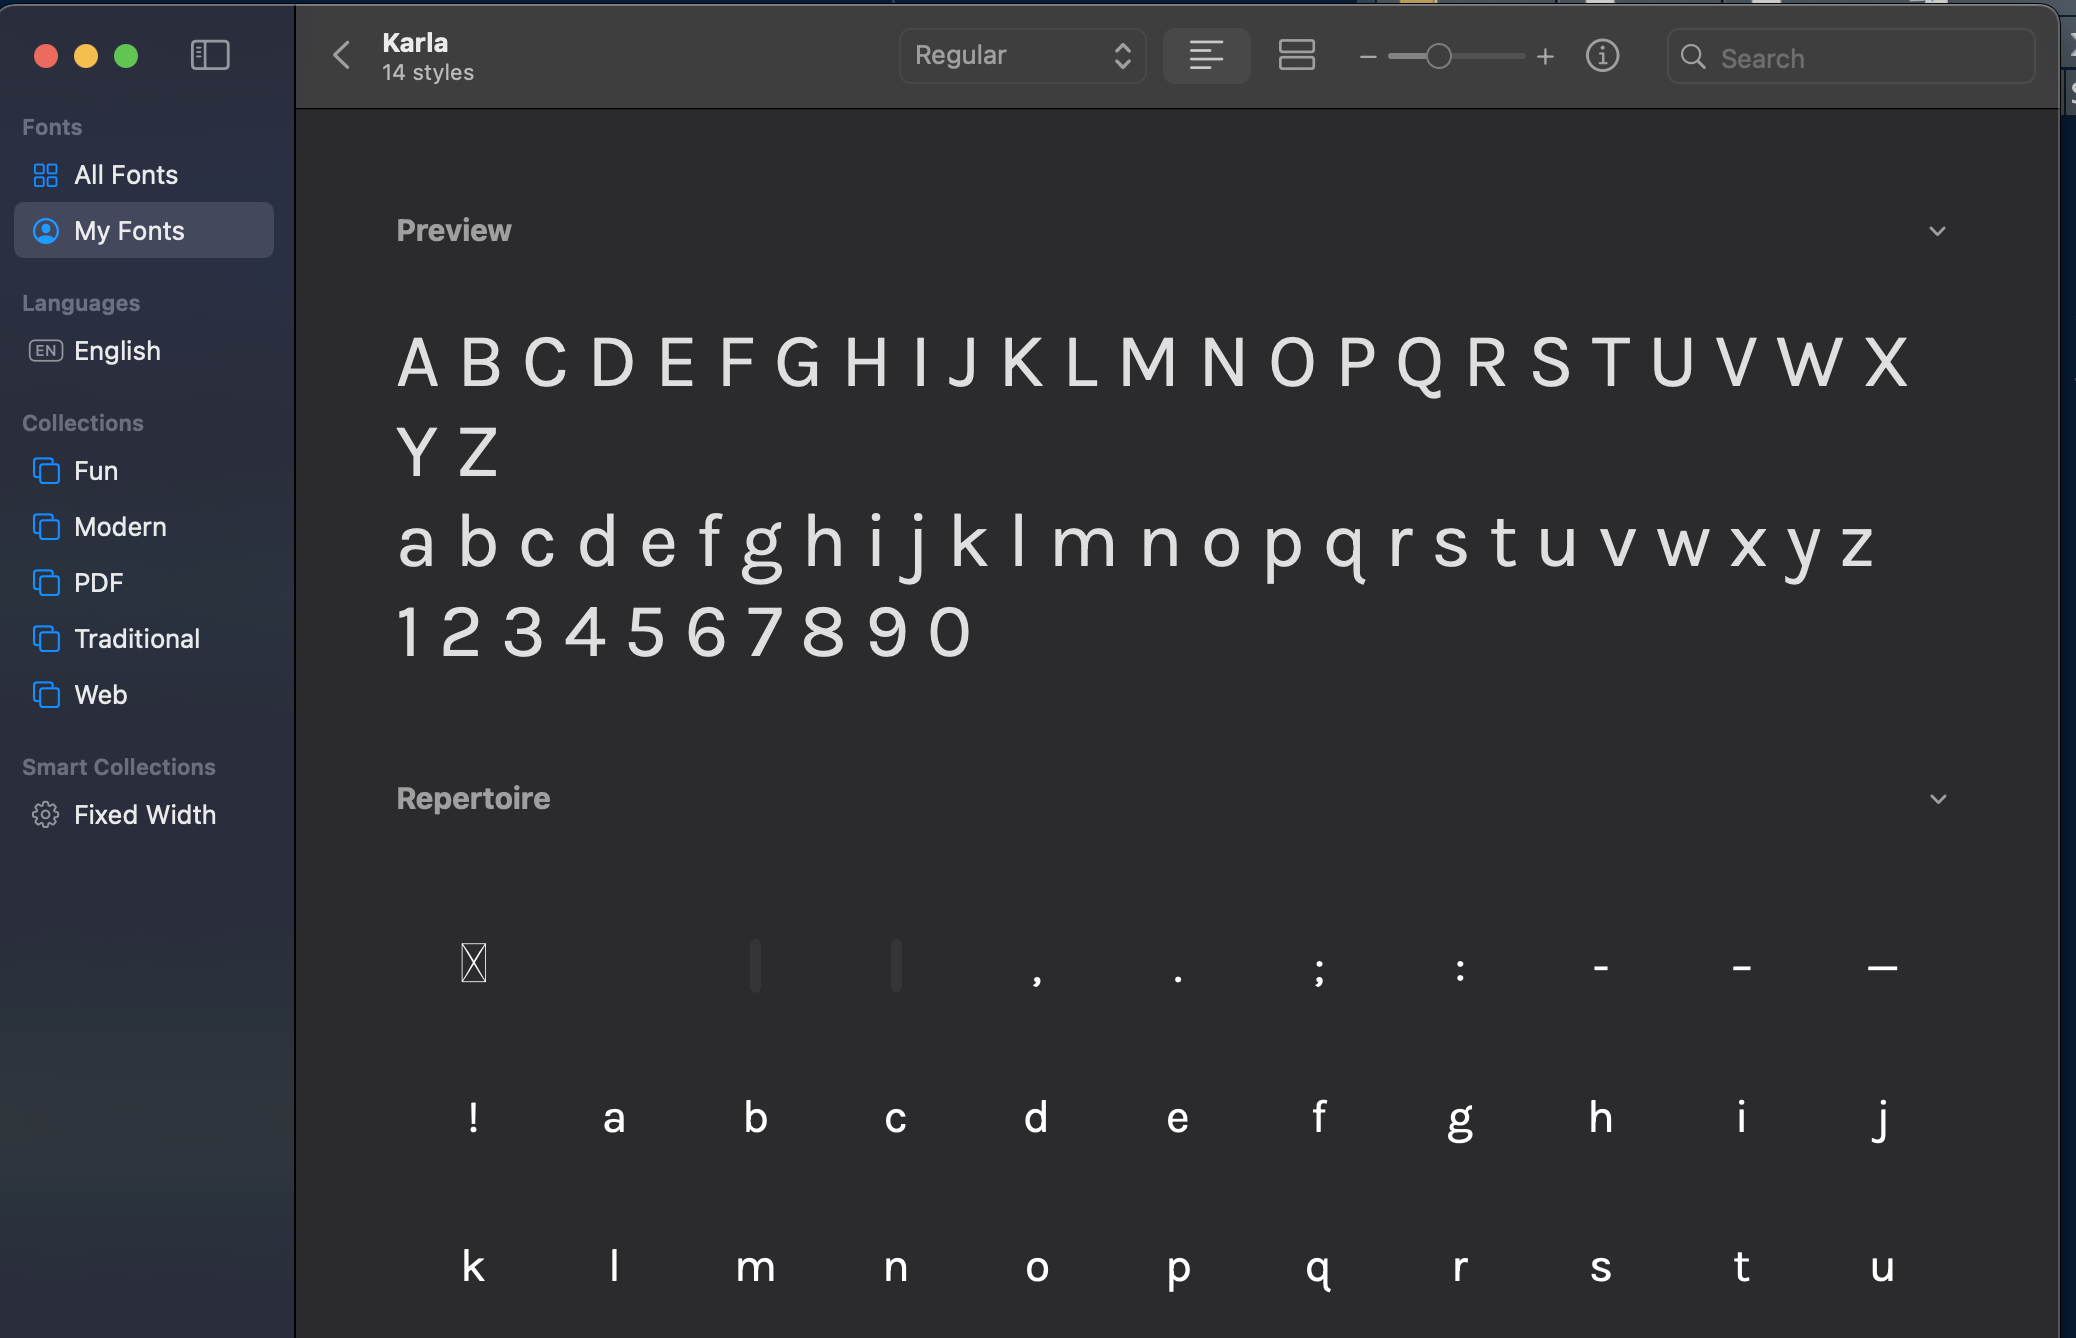 Karla
14 styles
Regular
Search
Fonts
All Fonts
My Fonts
Languages
EN English
Collections
Fun
Modern
PDF
Traditional
Web
Smart Collections
Fixed Width
Preview
A B C D E F G H I J K L M N O P Q R S T U V W X
Y Z
a b c d e f g h i j k l m n o p q r s t u v w x y z
1 2 3 4 5 6 7 8 9 0
Repertoire
, . ; : - – —
! a b c d e f g h i j
k l m n o p q r s t u